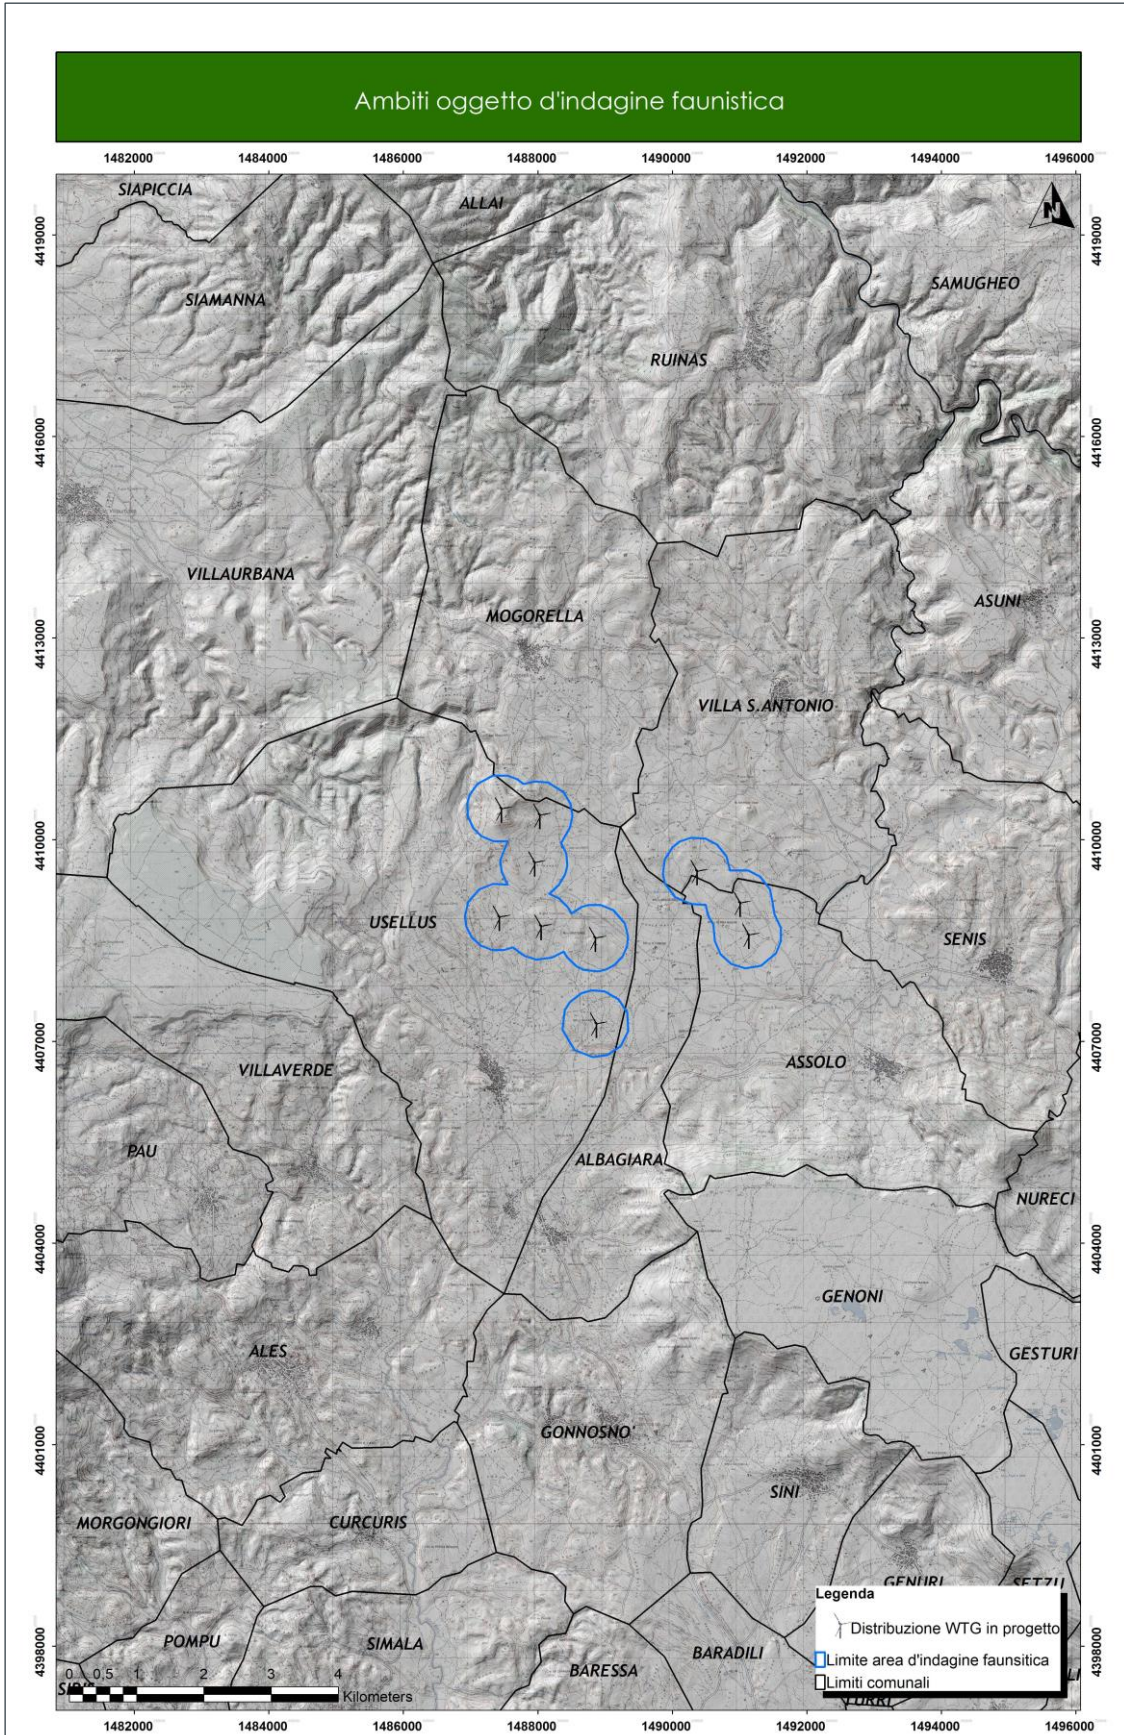 Ambiti oggetto d'indagine faunistica
1482000 1484000 1486000 1488000 1490000 1492000 1494000 1496000
SIAPICCIA
ALLAI
N
4419000 4419000
SAMUGHEO
SIAMANNA
RUINAS
4416000 4416000
VILLAURBANA
ASUNI
MOGORELLA
4413000 4413000
VILLA S.ANTONIO
4410000 4410000
USELLUS
SENIS
4407000 4407000
ASSOLO
VILLAVERDE
PAU
ALBAGIARA
NURECI
4404000 4404000
GENONI
ALES
GESTURI
GONNOSNO'
4401000 4401000
SINI
MORGONGIORI
CURCURIS
GENURI
SETZU
Legenda
Distribuzione WTG in progetto
POMPU
SIMALA
BARADILI
4398000 4398000
BARESSA
Limite area d'indagine faunsitica
0 0,5 1 2 3 4
Limiti comunali
Kilometers
1482000 1484000 1486000 1488000 1490000 1492000 1494000 1496000